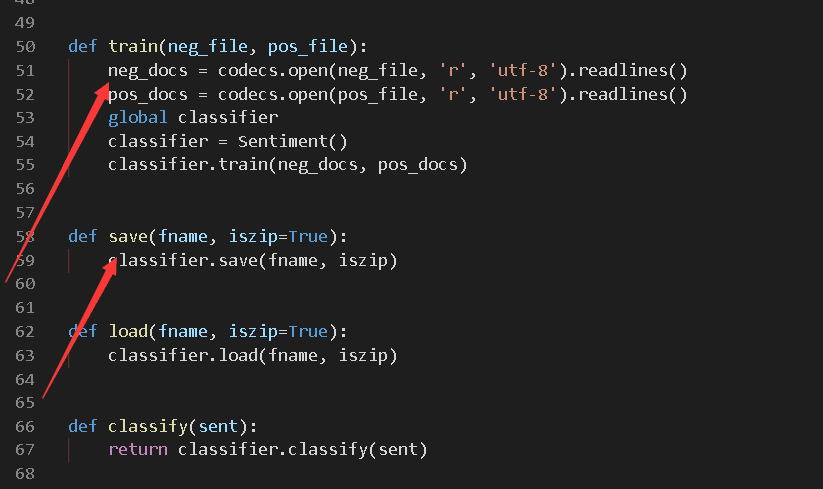 48
49
50 def train(neg_file, pos_file):
51 neg_docs = codecs.open(neg_file, 'r', 'utf-8').readlines()
52 pos_docs = codecs.open(pos_file, 'r', 'utf-8').readlines()
53 global classifier
54 classifier = Sentiment()
55 classifier.train(neg_docs, pos_docs)
56
57
58 def save(fname, iszip=True):
59 classifier.save(fname, iszip)
60
61
62 def load(fname, iszip=True):
63 classifier.load(fname, iszip)
64
65
66 def classify(sent):
67 return classifier.classify(sent)
68